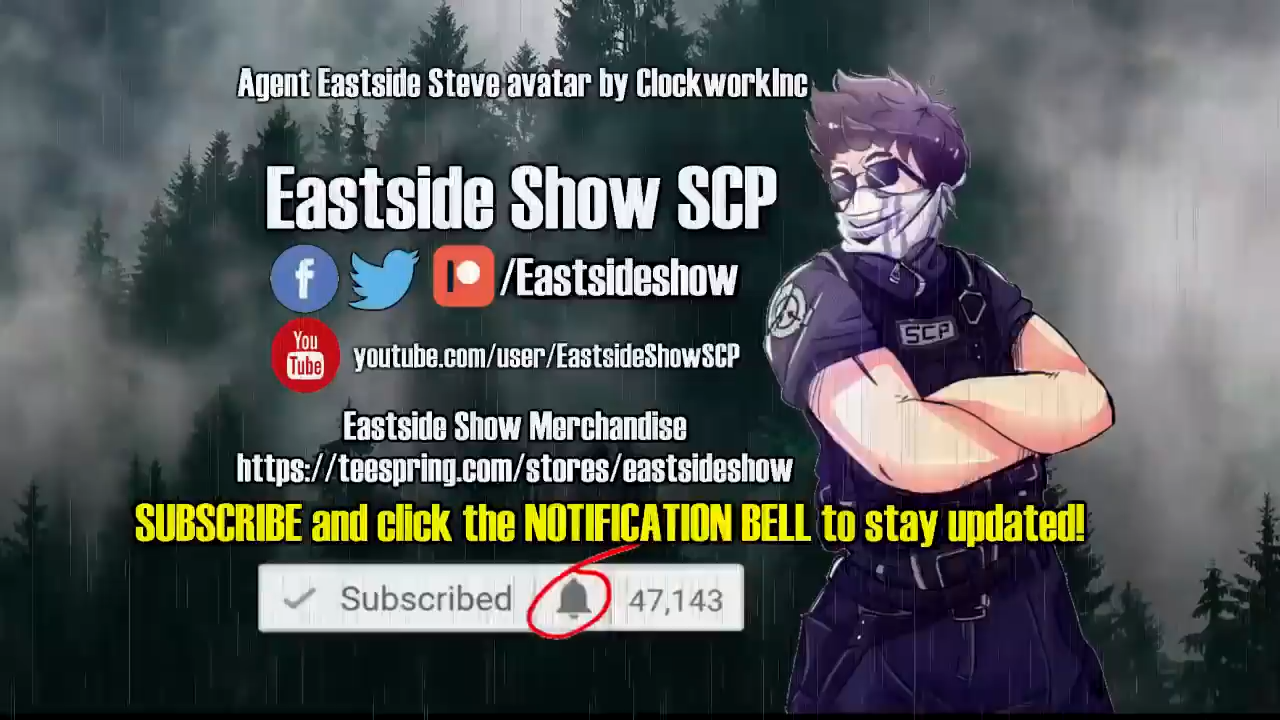 Agent Eastside Steve avatar by ClockworkInc
Eastside Show SCP
f /Eastsideshow
You
Tube
youtube.com/user/EastsideShowSCP
SCP
Eastside Show Merchandise
https://teespring.com/stores/eastsideshow
SUBSCRIBE and click the NOTIFICATION BELL to stay updated!
Subscribed 47,143